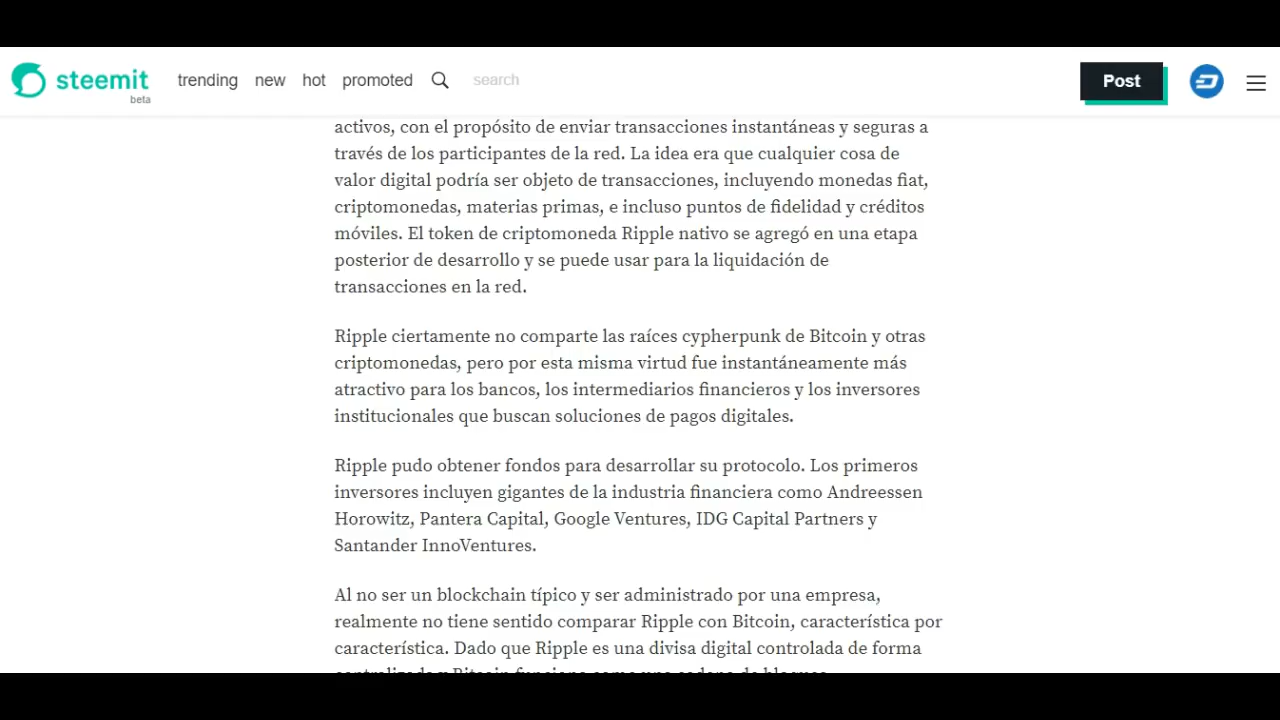 steemit
beta
trending new hot promoted search
Post
activos, con el propósito de enviar transacciones instantáneas y seguras a
través de los participantes de la red. La idea era que cualquier cosa de
valor digital podría ser objeto de transacciones, incluyendo monedas fiat,
criptomonedas, materias primas, e incluso puntos de fidelidad y créditos
móviles. El token de criptomoneda Ripple nativo se agregó en una etapa
posterior de desarrollo y se puede usar para la liquidación de
transacciones en la red.
Ripple ciertamente no comparte las raíces cypherpunk de Bitcoin y otras
criptomonedas, pero por esta misma virtud fue instantáneamente más
atractivo para los bancos, los intermediarios financieros y los inversores
institucionales que buscan soluciones de pagos digitales.
Ripple pudo obtener fondos para desarrollar su protocolo. Los primeros
inversores incluyen gigantes de la industria financiera como Andreessen
Horowitz, Pantera Capital, Google Ventures, IDG Capital Partners y
Santander InnoVentures.
Al no ser un blockchain típico y ser administrado por una empresa,
realmente no tiene sentido comparar Ripple con Bitcoin, característica por
característica. Dado que Ripple es una divisa digital controlada de forma
centralizada y Bitcoin funciona como una cadena de bloques